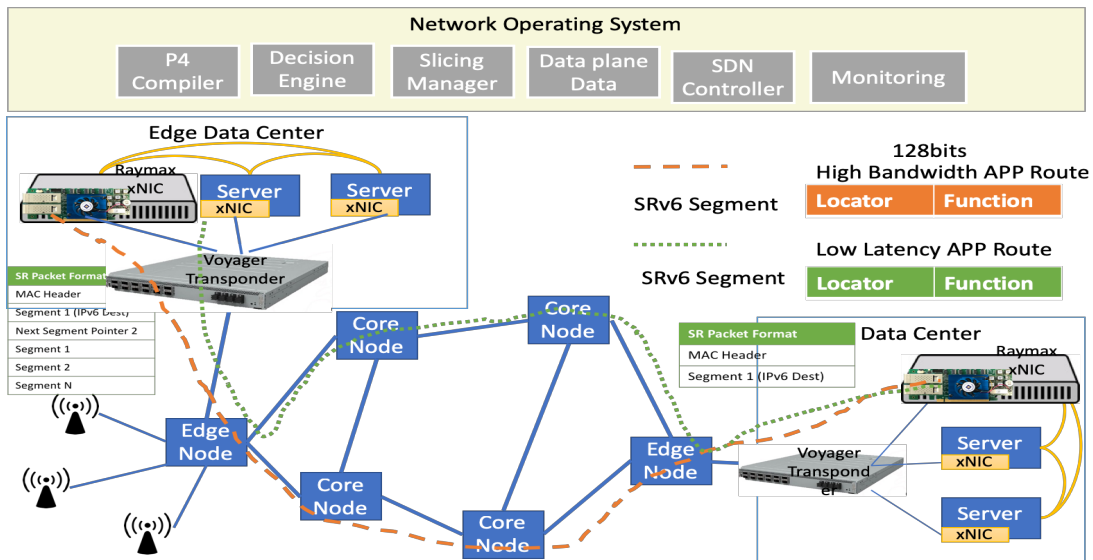 Network Operating System
P4
Compiler
Decision
Engine
Slicing
Manager
Data plane
Data
SDN
Controller
Monitoring
Edge Data Center
Raymax
xNIC
Server
xNIC
Server
xNIC
Voyager
Transponder
SR Packet Format
MAC Header
Segment 1 (IPv6 Dest)
Next Segment Pointer 2
Segment 1
Segment 2
Segment N
128bits
High Bandwidth APP Route
SRv6 Segment
Locator
Function
Low Latency APP Route
SRv6 Segment
Locator
Function
Core
Node
Core
Node
Edge
Node
Core
Node
Core
Node
Edge
Node
SR Packet Format
MAC Header
Segment 1 (IPv6 Dest)
Data Center
Raymax
xNIC
Voyager
Transpond
er
Server
xNIC
Server
xNIC